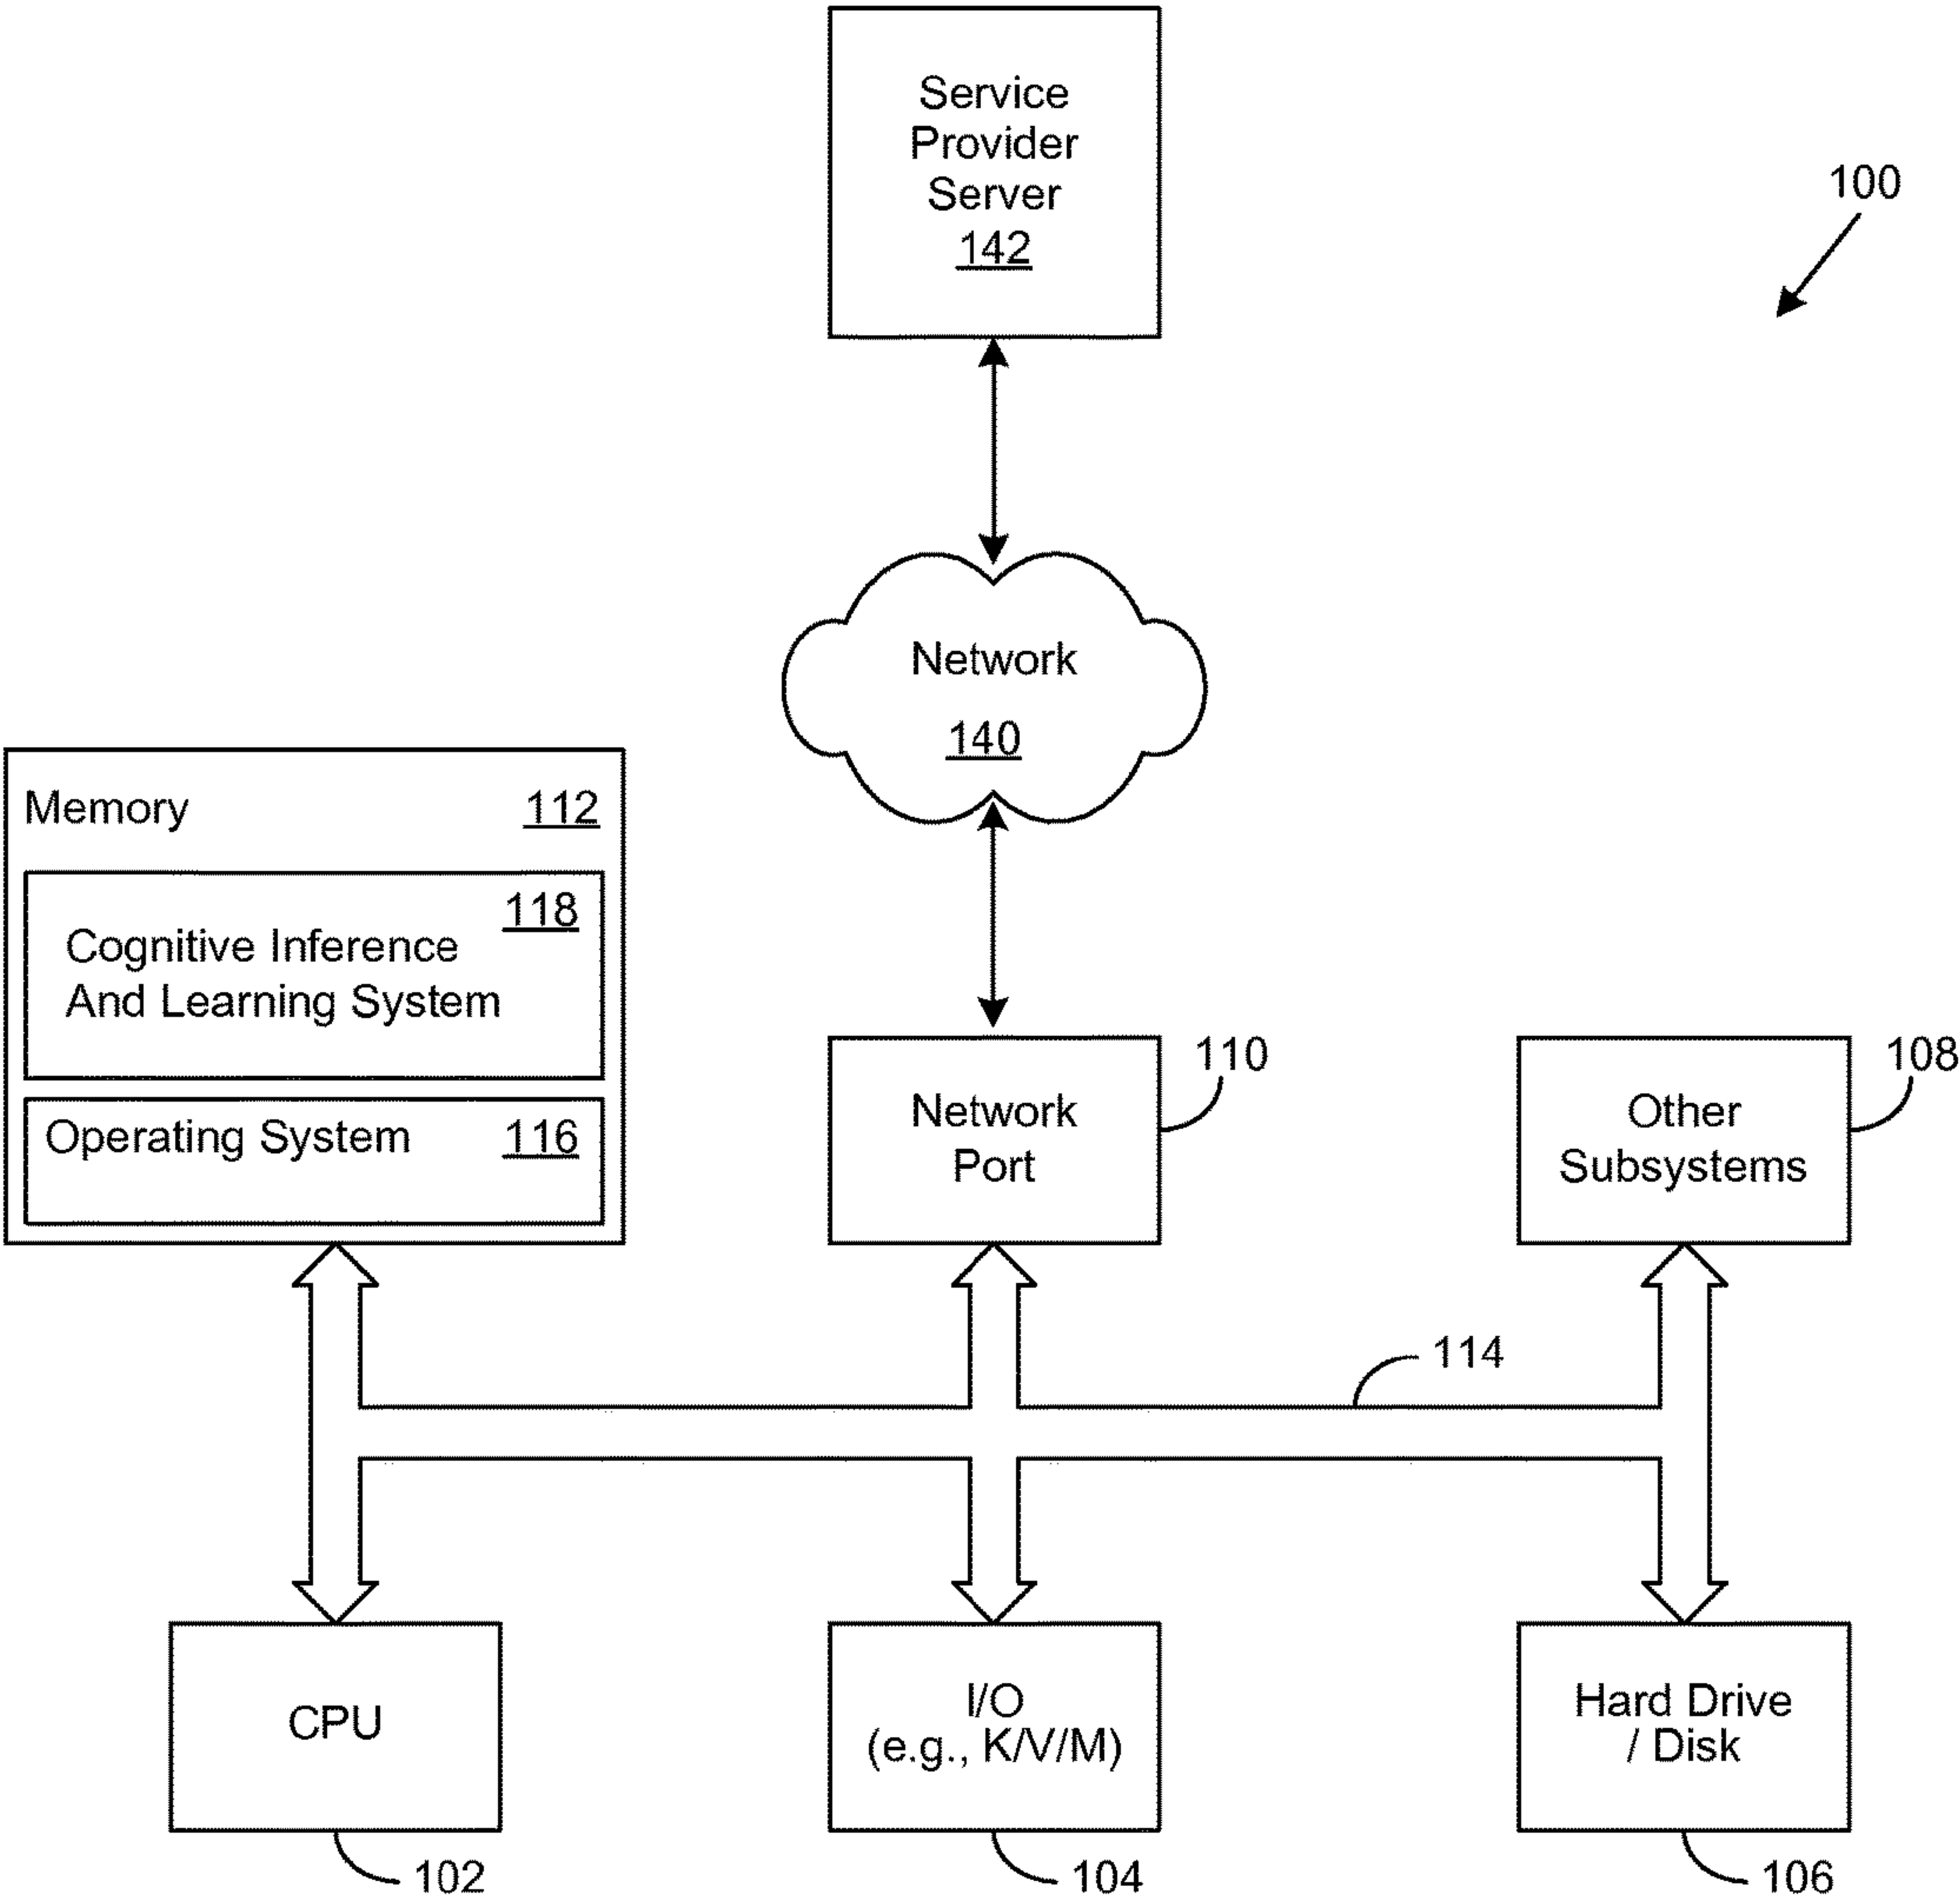 Service
Provider
Server
142
100
Network
140
Memory 112
118
Cognitive Inference
And Learning System
Operating System 116
Network
Port
110
Other
Subsystems
108
114
CPU
102
I/O
(e.g., K/V//M)
104
Hard Drive
/ Disk
106